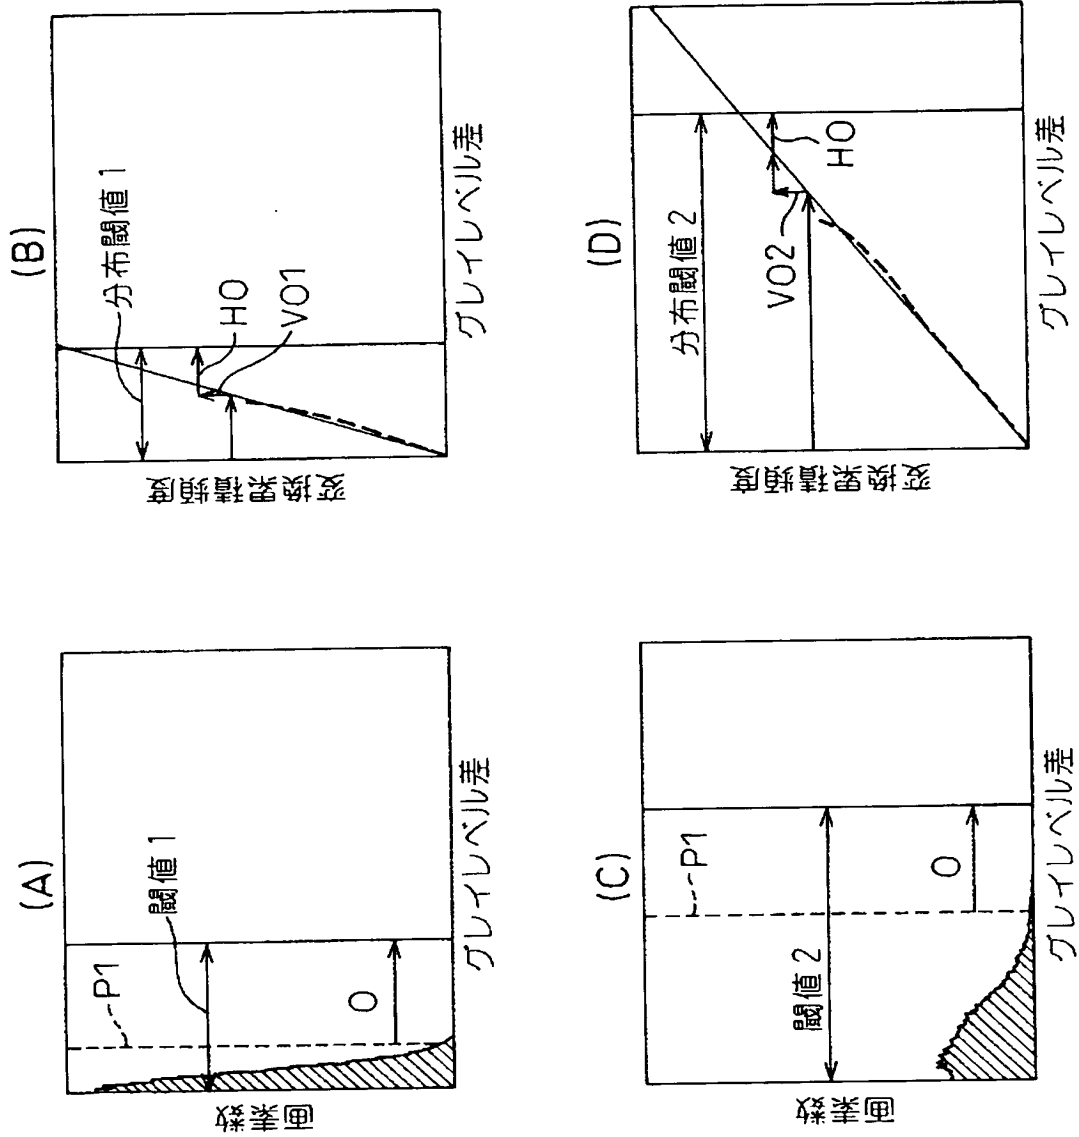 (A)
画素数
P1
閾値1
O
グレイレベル差
(B)
変換累積頻度
分布閾値1
HO
VO1
グレイレベル差
(C)
画素数
P1
閾値2
O
グレイレベル差
(D)
変換累積頻度
分布閾値2
VO2
HO
グレイレベル差